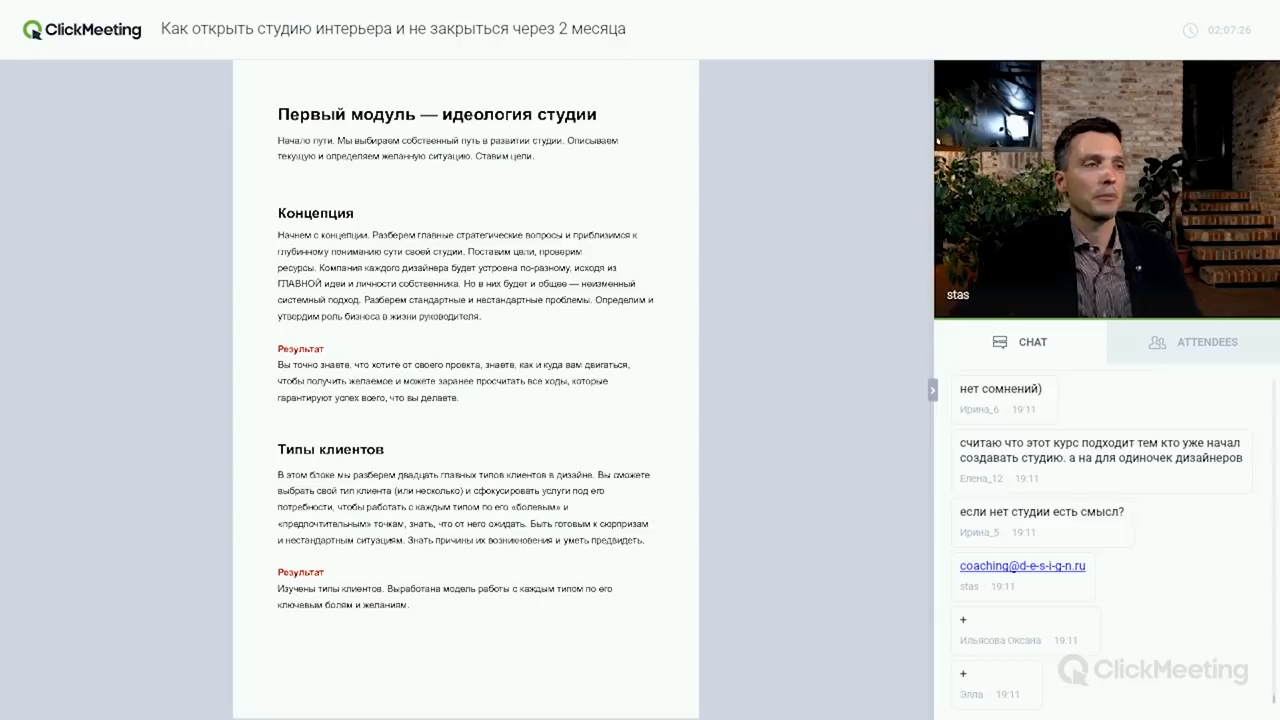 ClickMeeting
Как открыть студию интерьера и не закрыться через 2 месяца
02:07:26
Первый модуль — идеология студии
Начало пути. Мы выбираем собственный путь в развитии студии. Описываем
текущую и определяем желанную ситуацию. Ставим цели.
Концепция
Начнем с концепции. Разберем главные стратегические вопросы и приблизимся к
глубинному пониманию сути своей студии. Поставим цели, проверим
ресурсы. Компания каждого дизайнера будет устроена по-разному, исходя из
ГЛАВНОЙ идеи и личности собственника. Но в них будет и общее — неизменный
системный подход. Разберем стандартные и нестандартные проблемы. Определим и
утвердим роль бизнеса в жизни руководителя.
Результат
Вы точно знаете, что хотите от своего проекта, знаете, как и куда вам двигаться,
чтобы получить желаемое и можете заранее просчитать все ходы, которые
гарантируют успех всего, что вы делаете.
Типы клиентов
В этом блоке мы разберем двадцать главных типов клиентов в дизайне. Вы сможете
выбрать свой тип клиента (или несколько) и сфокусировать услуги под его
потребности, чтобы работать с каждым типом по его «болевым» и
«предпочтительным» точкам, знать, что от него ожидать. Быть готовым к сюрпризам
и нестандартным ситуациям. Знать причины их возникновения и уметь предвидеть.
Результат
Изучены типы клиентов. Выработана модель работы с каждым типом по его
ключевым болям и желаниям.
stas
CHAT
ATTENDEES
нет сомнений)
Ирина_6 19:11
считаю что этот курс подходит тем кто уже начал
создавать студию. а на для одиночек дизайнеров
Елена_12 19:11
если нет студии есть смысл?
Ирина_5 19:11
coaching@d-e-s-i-g-n.ru
stas 19:11
+
Ильясова Оксана 19:11
+
Элла 19:11
ClickMeeting